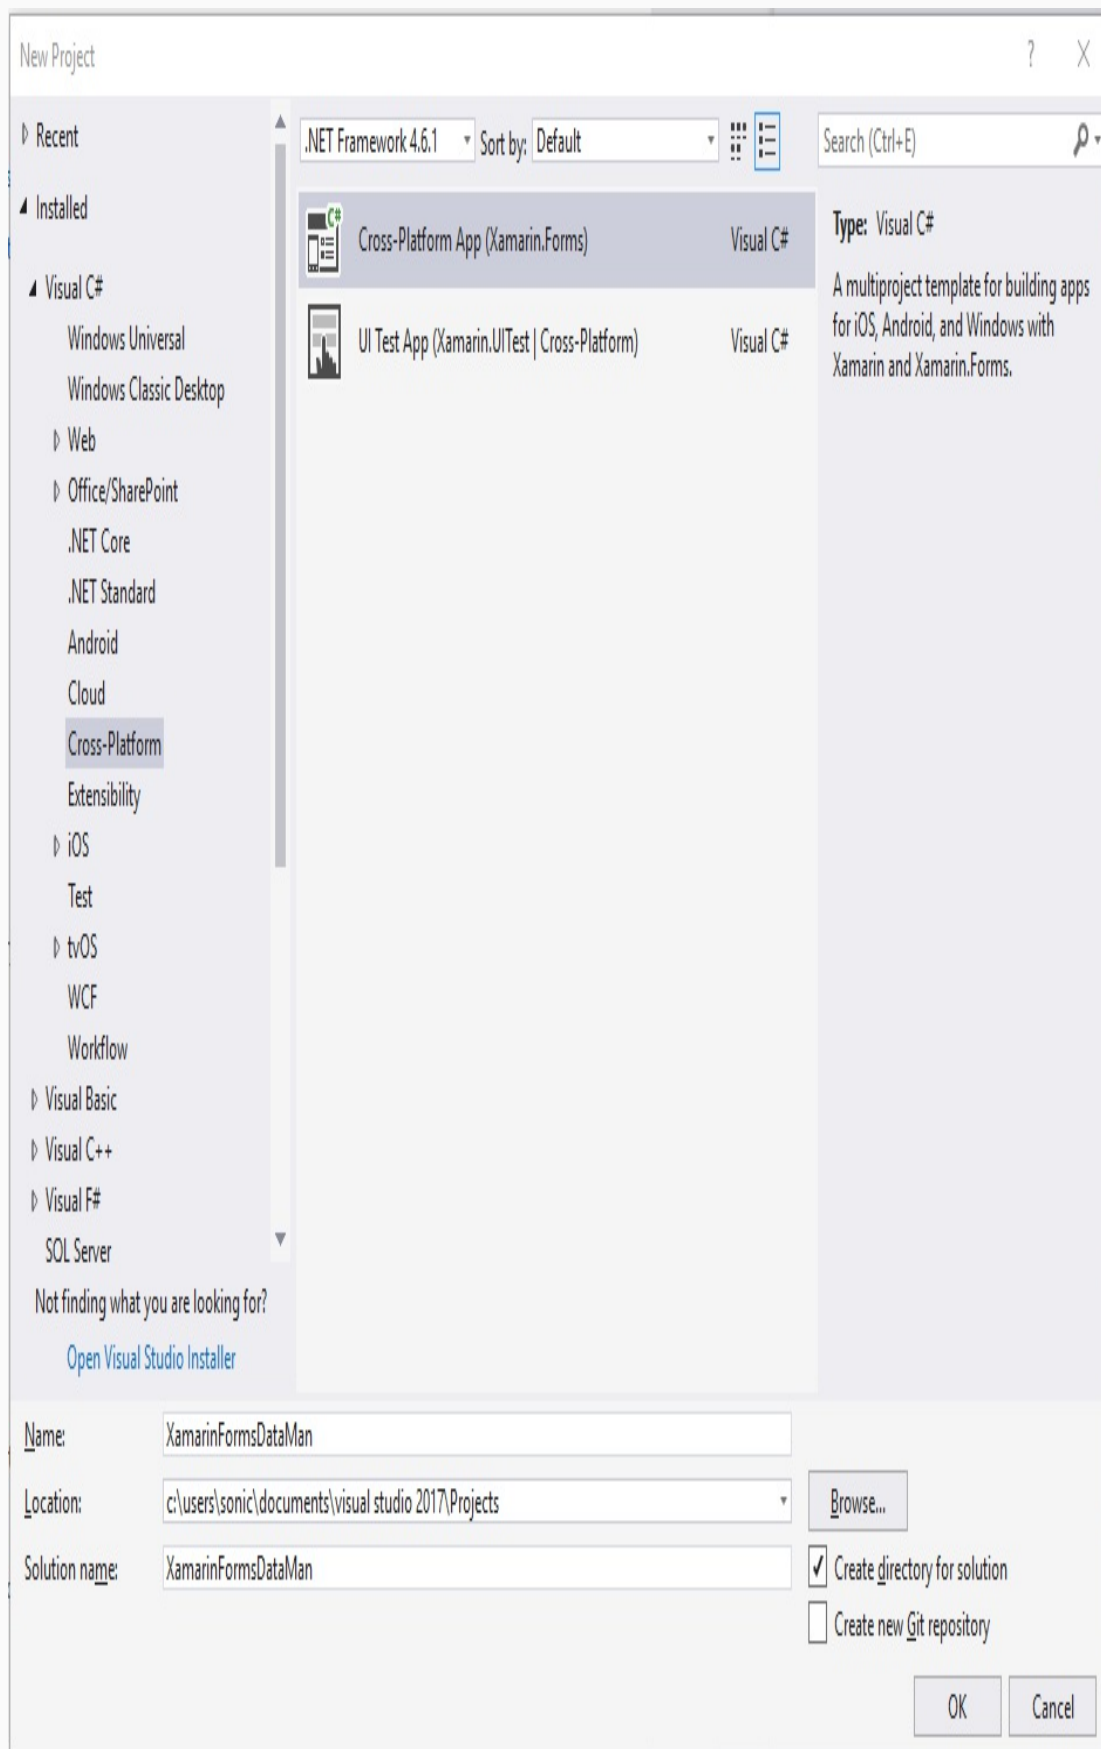 New Project
?
Recent
Installed
Visual C#
Windows Universal
Windows Classic Desktop
Web
Office/SharePoint
.NET Core
.NET Standard
Android
Cloud
Cross-Platform
Extensibility
iOS
Test
tvOS
WCF
Workflow
Visual Basic
Visual C++
Visual F#
SQL Server
Not finding what you are looking for?
Open Visual Studio Installer
.NET Framework 4.6.1
Sort by: Default
C#
Cross-Platform App (Xamarin.Forms) Visual C#
UI Test App (Xamarin.UITest | Cross-Platform) Visual C#
Search (Ctrl+E)
Type: Visual C#
A multiproject template for building apps
for iOS, Android, and Windows with
Xamarin and Xamarin.Forms.
Name: XamarinFormsDataMan
Location: c:\users\sonic\documents\visual studio 2017\Projects
Browse...
Solution name: XamarinFormsDataMan
Create directory for solution
Create new Git repository
OK
Cancel